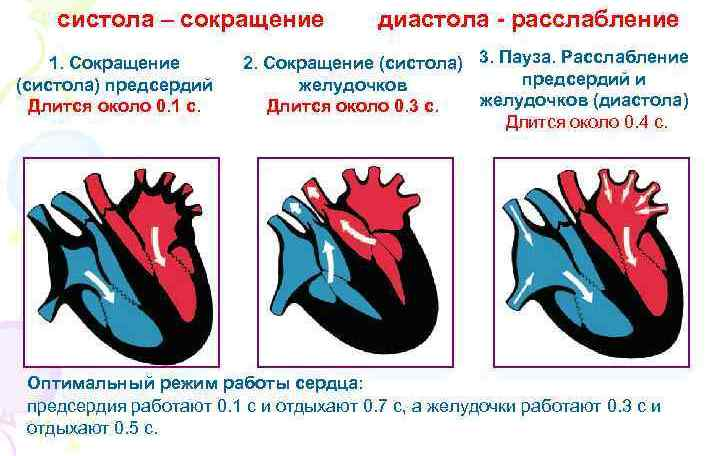 систола – сокращение
диастола - расслабление
1. Сокращение
(систола) предсердий
Длится около 0.1 с.
2. Сокращение (систола)
желудочков
Длится около 0.3 с.
3. Пауза. Расслабление
предсердий и
желудочков (диастола)
Длится около 0.4 с.
Оптимальный режим работы сердца:
предсердия работают 0.1 с и отдыхают 0.7 с, а желудочки работают 0.3 с и
отдыхают 0.5 с.